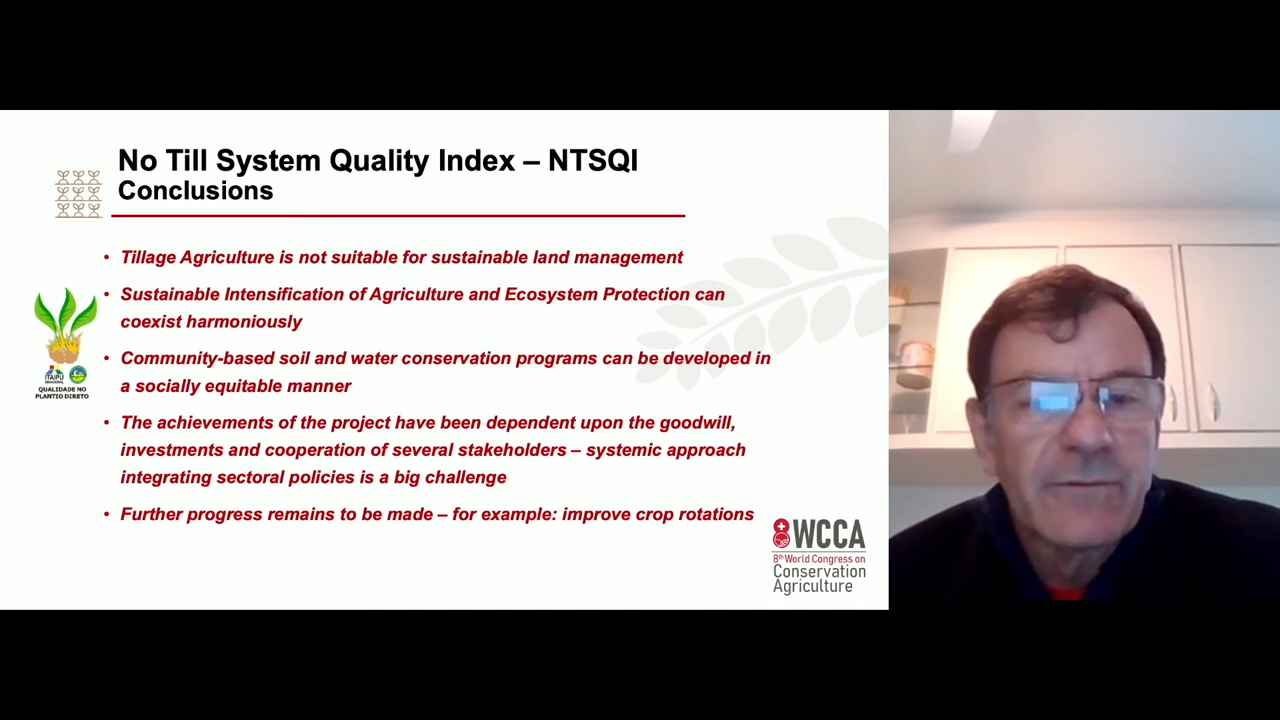 No Till System Quality Index – NTSQI
Conclusions
• Tillage Agriculture is not suitable for sustainable land management
• Sustainable Intensification of Agriculture and Ecosystem Protection can
coexist harmoniously
• Community-based soil and water conservation programs can be developed in
a socially equitable manner
• The achievements of the project have been dependent upon the goodwill,
investments and cooperation of several stakeholders – systemic approach
integrating sectoral policies is a big challenge
• Further progress remains to be made – for example: improve crop rotations
ITAIPU
QUALIDADE NO
PLANTIO DIRETO
8 WCCA
8th World Congress on
Conservation
Agriculture